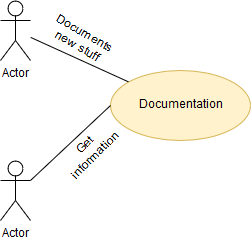 Documents
new stuff
Actor
Documentation
Get
information
Actor